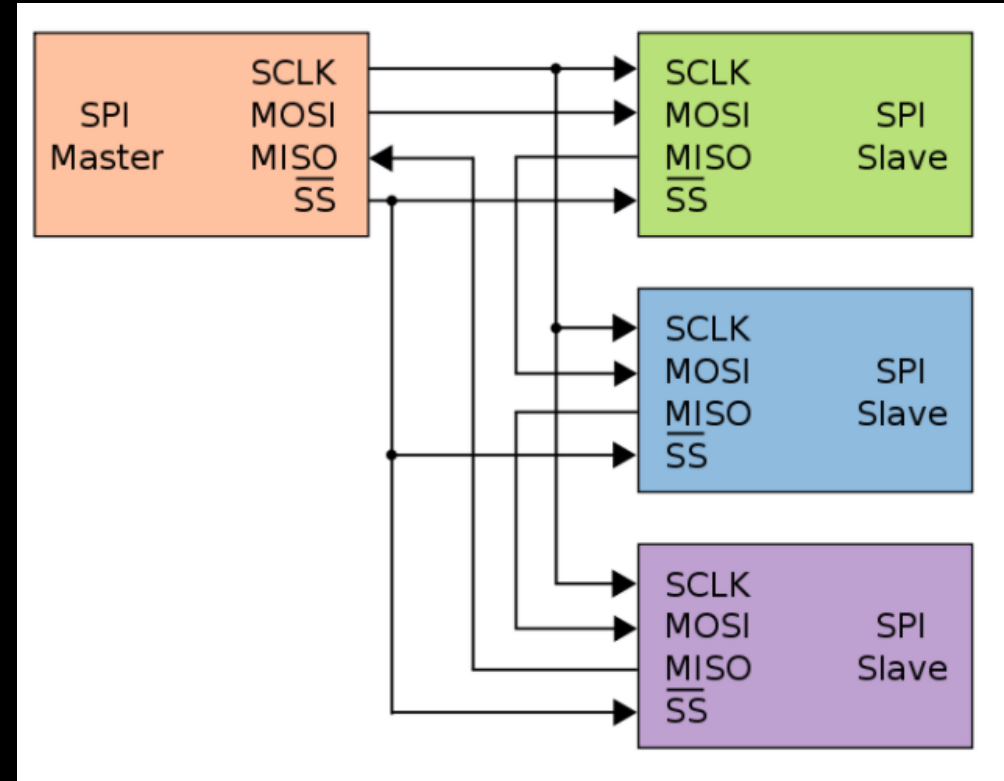 SPI
Master
SCLK
MOSI
MISO
SS
SCLK
MOSI
MISO
SS
SPI
Slave
SCLK
MOSI
MISO
SS
SPI
Slave
SCLK
MOSI
MISO
SS
SPI
Slave